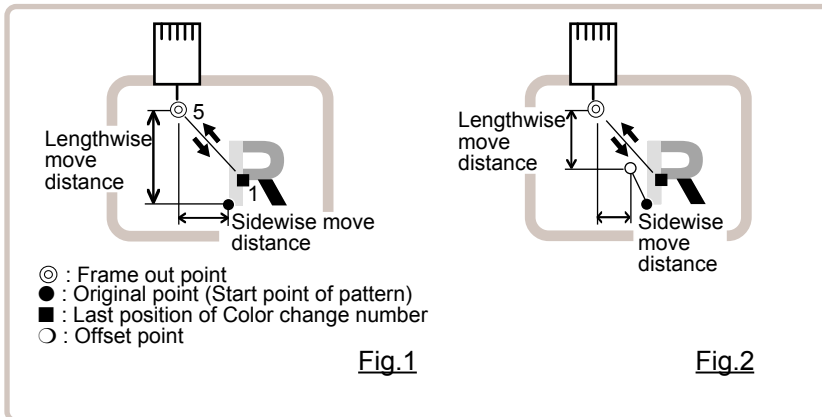 5
Lengthwise
move
distance
R
1
Sidewise move
distance
◎ : Frame out point
● : Original point (Start point of pattern)
■ : Last position of Color change number
❍ : Offset point
Fig.1
Lengthwise
move
distance
R
Sidewise
move
distance
Fig.2